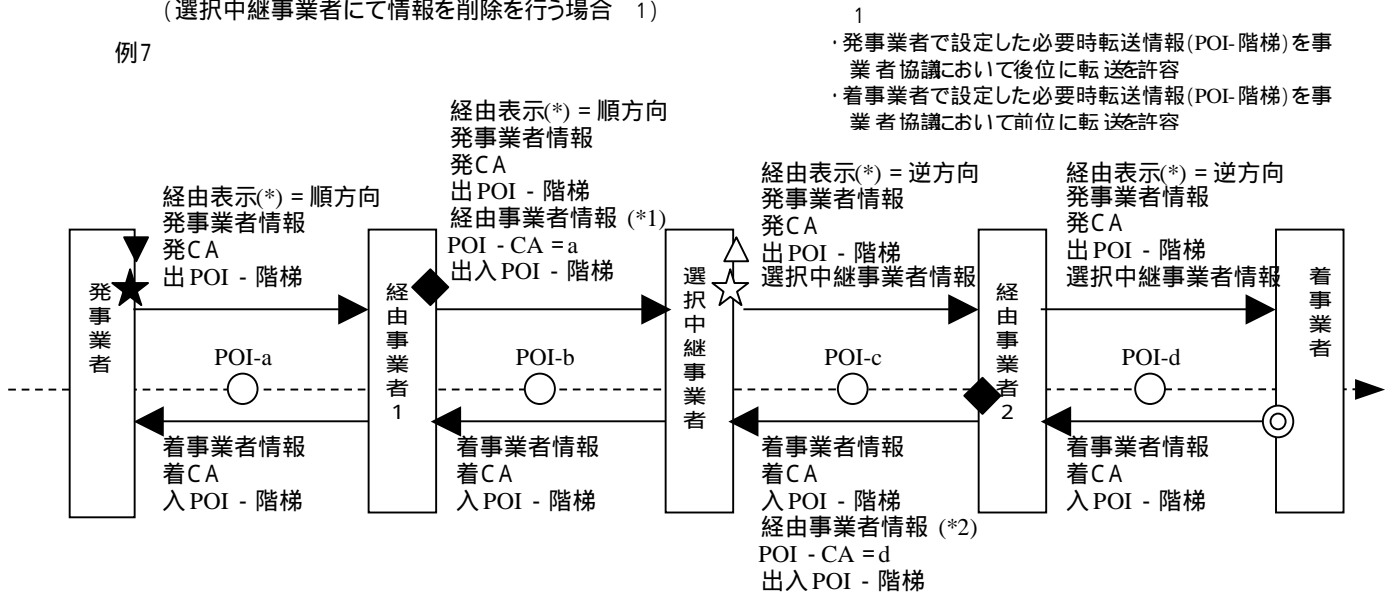 (選択中継事業者にて情報を削除を行う場合 1)
例7
1
・発事業者で設定した必要時転送情報(POI-階梯)を事
業者協議において後位に転送を許容
・着事業者で設定した必要時転送情報(POI-階梯)を事
業者協議において前位に転送を許容
経由表示(*) = 順方向
発事業者情報
発CA
出POI - 階梯
経由表示(*) = 順方向
発事業者情報
発CA
出POI - 階梯
経由事業者情報 (*1)
POI - CA = a
出入POI - 階梯
経由表示(*) = 逆方向
発事業者情報
発CA
出POI - 階梯
選択中継事業者情報
経由表示(*) = 逆方向
発事業者情報
発CA
出POI - 階梯
選択中継事業者情報
発事業者
経由事業者1
選択中継事業者
経由事業者2
着事業者
POI-a
POI-b
POI-c
POI-d
着事業者情報
着CA
入POI - 階梯
着事業者情報
着CA
入POI - 階梯
着事業者情報
着CA
入POI - 階梯
経由事業者情報 (*2)
POI - CA = d
出入POI - 階梯
着事業者情報
着CA
入POI - 階梯